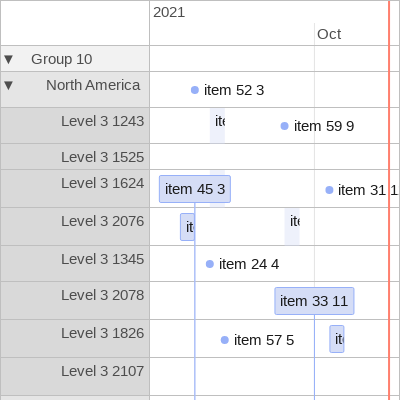 2021
Oct
▼ Group 10
▼ North America
item 52 3
Level 3 1243
ite
item 59 9
Level 3 1525
Level 3 1624
item 45 3
item 31 1
Level 3 2076
it
ite
Level 3 1345
item 24 4
Level 3 2078
item 33 11
Level 3 1826
item 57 5
ite
Level 3 2107